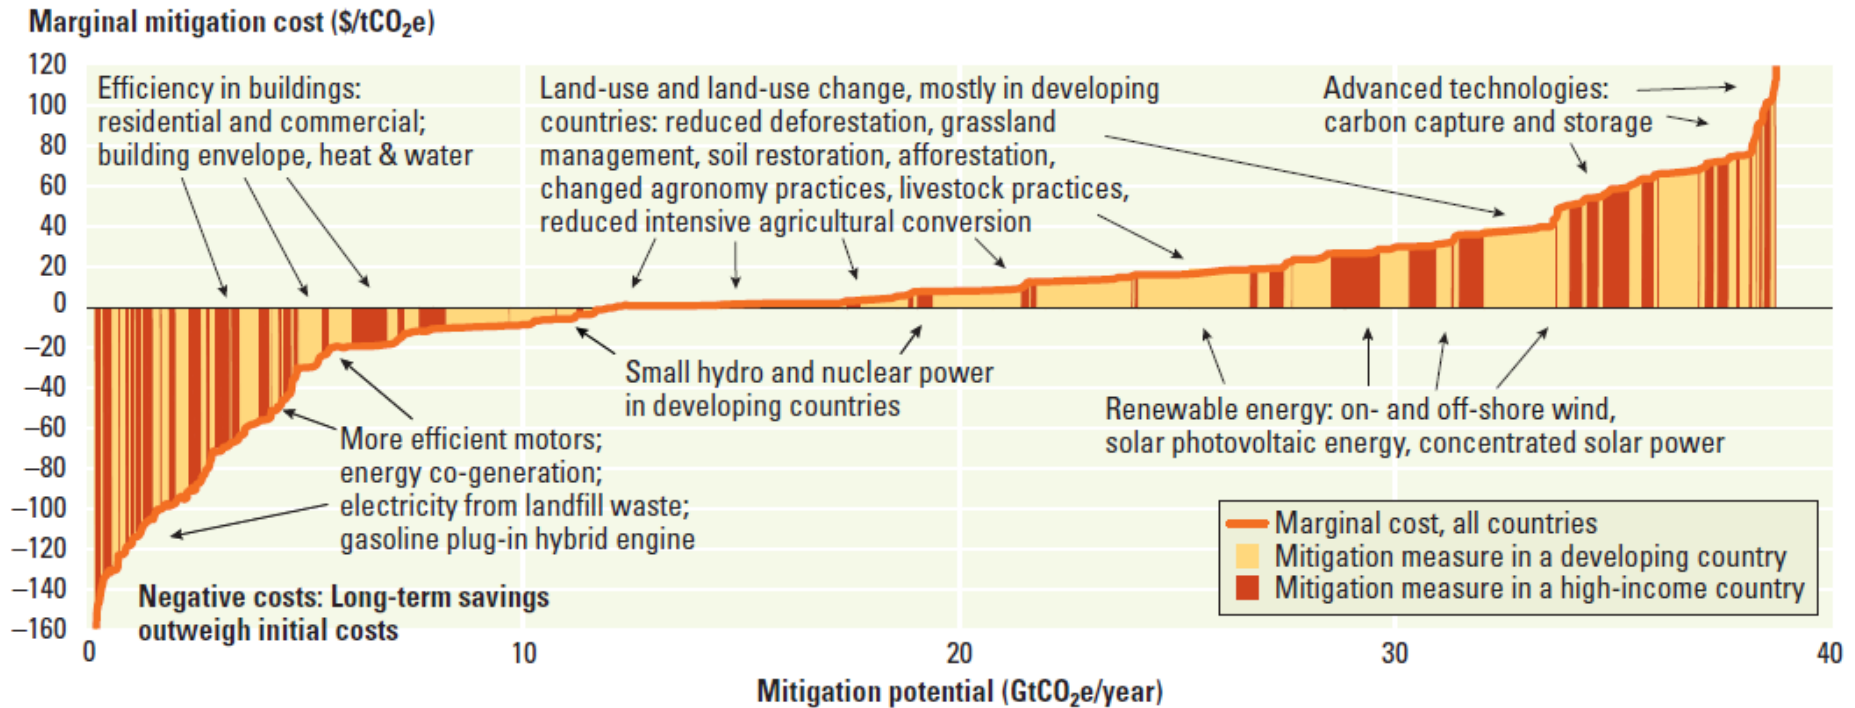 Marginal mitigation cost ($/tCO₂e)
120
100
80
60
40
20
0
–20
–40
–60
–80
–100
–120
–140
–160
Efficiency in buildings:
residential and commercial;
building envelope, heat & water
Land-use and land-use change, mostly in developing
countries: reduced deforestation, grassland
management, soil restoration, afforestation,
changed agronomy practices, livestock practices,
reduced intensive agricultural conversion
Advanced technologies:
carbon capture and storage
Small hydro and nuclear power
in developing countries
Renewable energy: on- and off-shore wind,
solar photovoltaic energy, concentrated solar power
More efficient motors;
energy co-generation;
electricity from landfill waste;
gasoline plug-in hybrid engine
Negative costs: Long-term savings
outweigh initial costs
Marginal cost, all countries
Mitigation measure in a developing country
Mitigation measure in a high-income country
0
10
20
30
40
Mitigation potential (GtCO₂e/year)